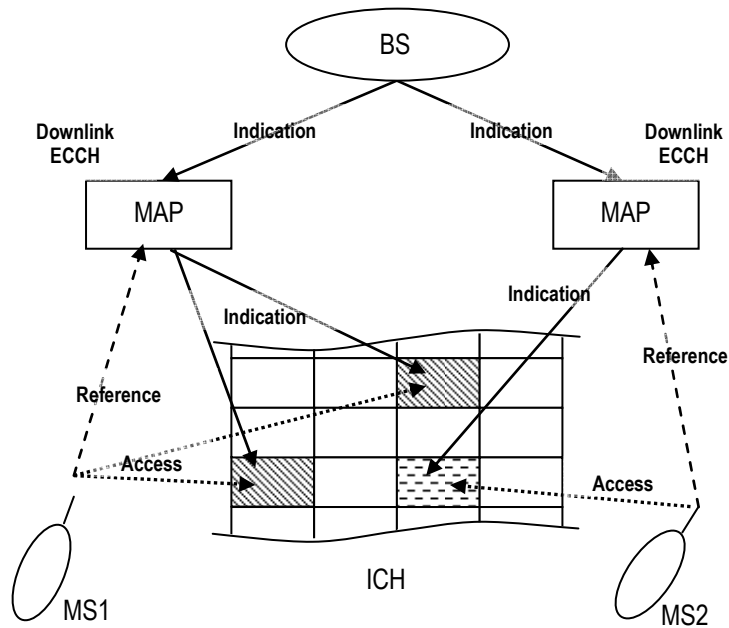 BS
Downlink
ECCH
Indication
Indication
Downlink
ECCH
MAP
MAP
Indication
Indication
Reference
Reference
Access
Access
ICH
MS1
MS2